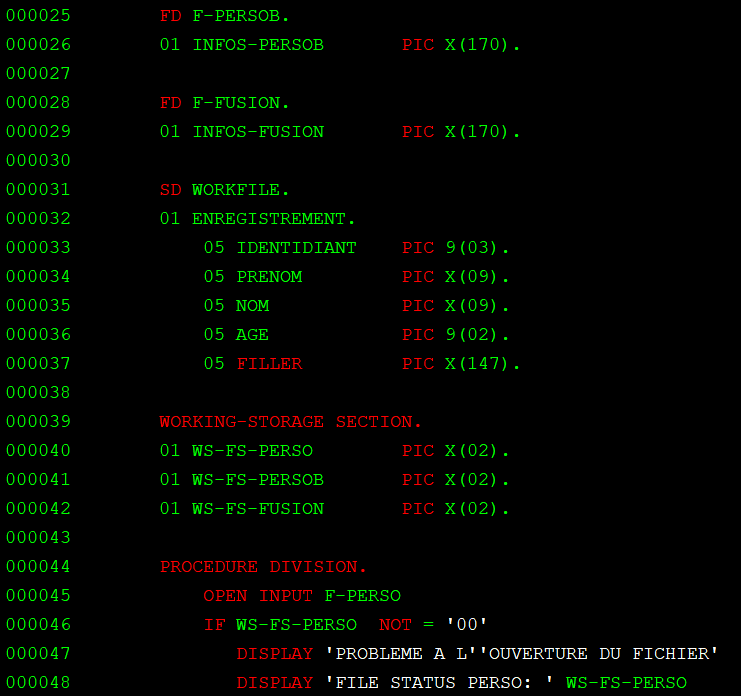 000025 FD F-PERSOB.
000026 01 INFOS-PERSOB PIC X(170).
000027
000028 FD F-FUSION.
000029 01 INFOS-FUSION PIC X(170).
000030
000031 SD WORKFILE.
000032 01 ENREGISTREMENT.
000033 05 IDENTIDIANT PIC 9(03).
000034 05 PRENOM PIC X(09).
000035 05 NOM PIC X(09).
000036 05 AGE PIC 9(02).
000037 05 FILLER PIC X(147).
000038
000039 WORKING-STORAGE SECTION.
000040 01 WS-FS-PERSO PIC X(02).
000041 01 WS-FS-PERSOB PIC X(02).
000042 01 WS-FS-FUSION PIC X(02).
000043
000044 PROCEDURE DIVISION.
000045 OPEN INPUT F-PERSO
000046 IF WS-FS-PERSO NOT = '00'
000047 DISPLAY 'PROBLEME A L''OUVERTURE DU FICHIER'
000048 DISPLAY 'FILE STATUS PERSO: ' WS-FS-PERSO